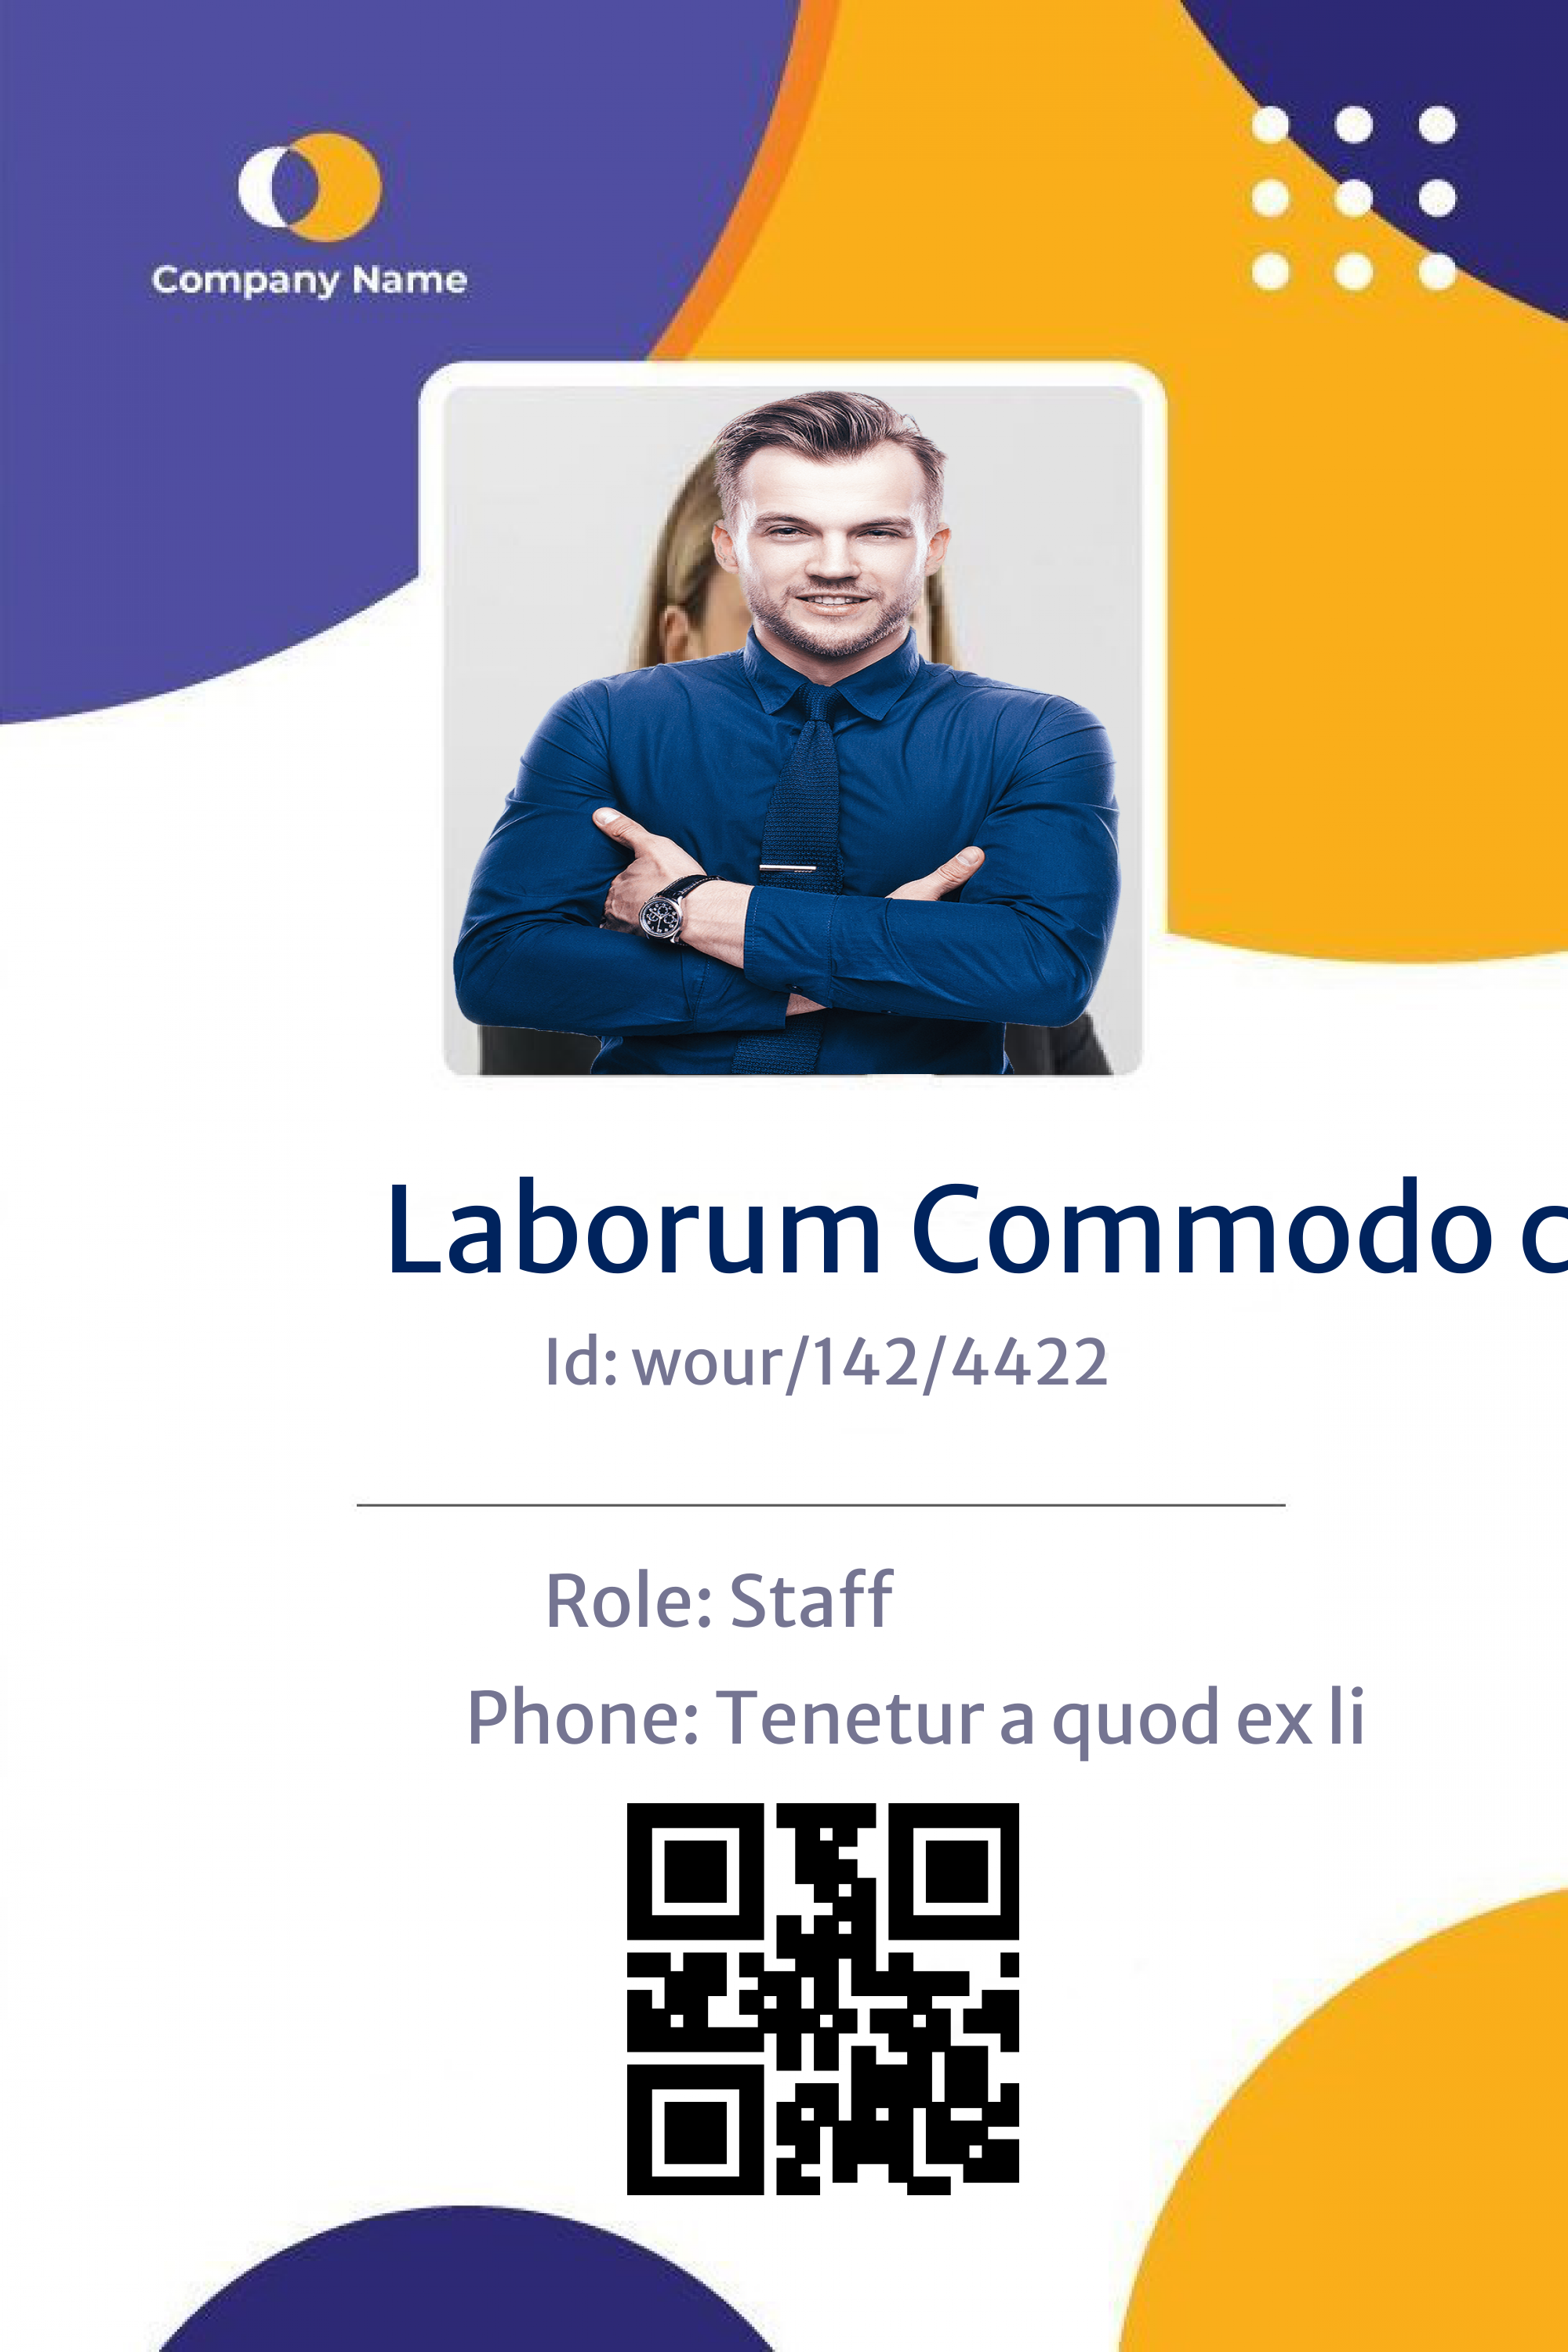 Company Name
Laborum Commodo c
Id: wour/142/4422
Role: Staff
Phone: Tenetur a quod ex li